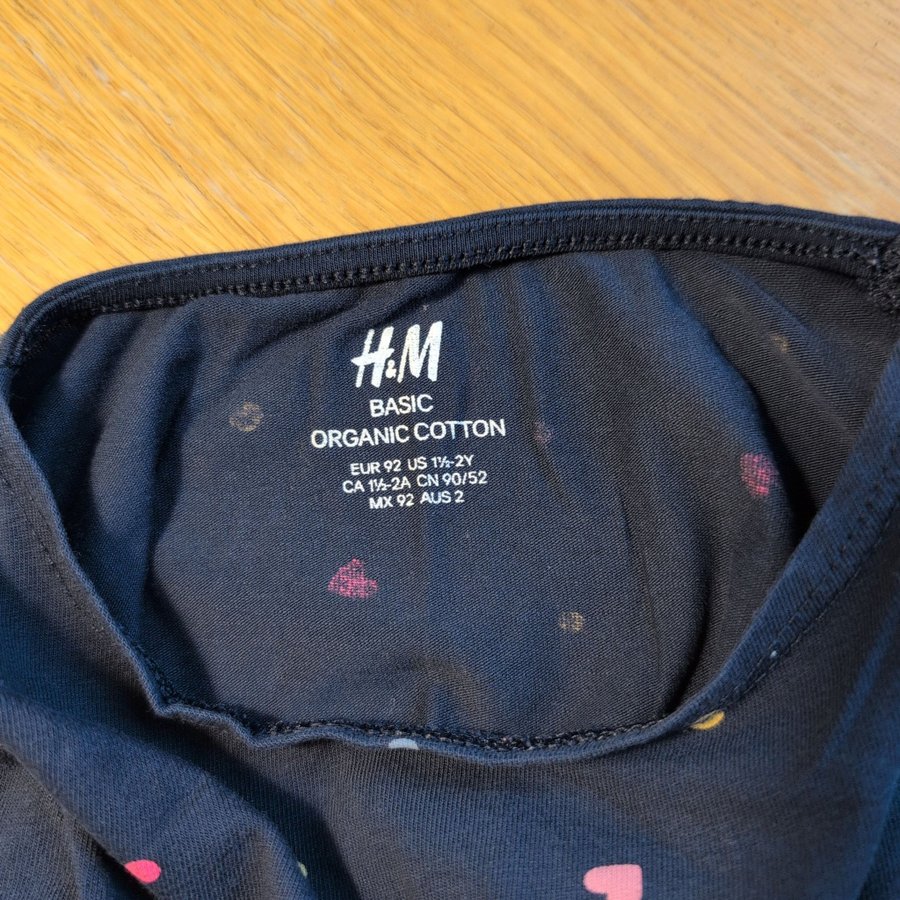 H&M
BASIC
ORGANIC COTTON
EUR 92 US 1½-2Y
CA 1½-2A CN 90/52
MX 92 AUS 2